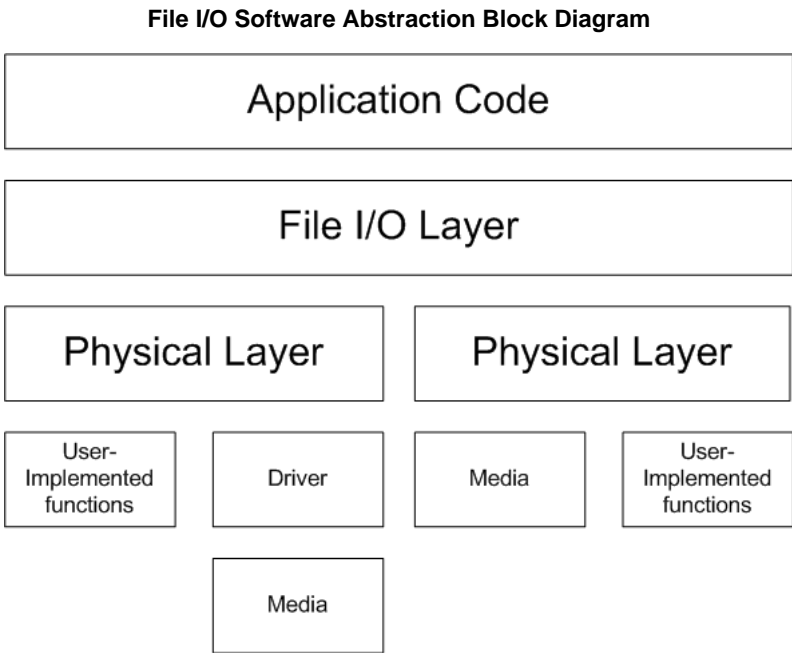 File I/O Software Abstraction Block Diagram
Application Code
File I/O Layer
Physical Layer
Physical Layer
User-
Implemented
functions
Driver
Media
User-
Implemented
functions
Media